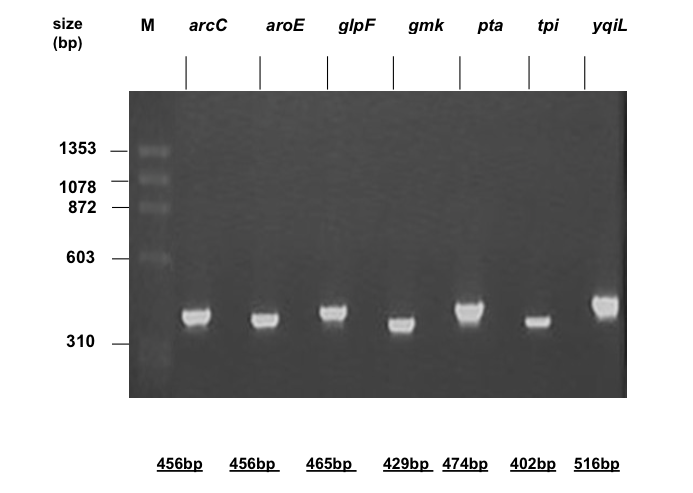 size M arcC aroE glpF gmk pta tpi yqiL
(bp)
1353
1078
872
603
310
456bp 456bp 465bp 429bp 474bp 402bp 516bp